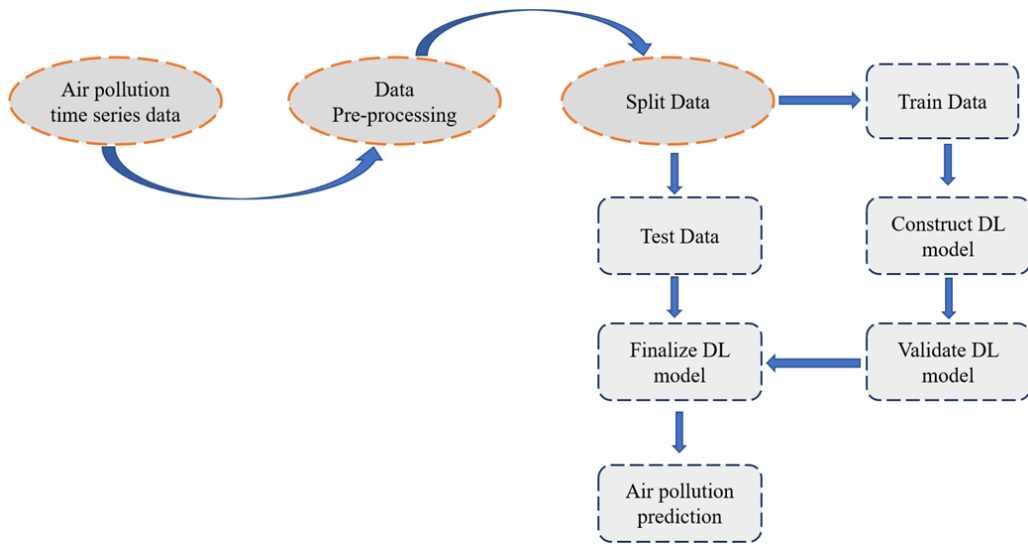 Air pollution
time series data
Data
Pre-processing
Split Data
Train Data
Test Data
Construct DL
model
Finalize DL
model
Validate DL
model
Air pollution
prediction